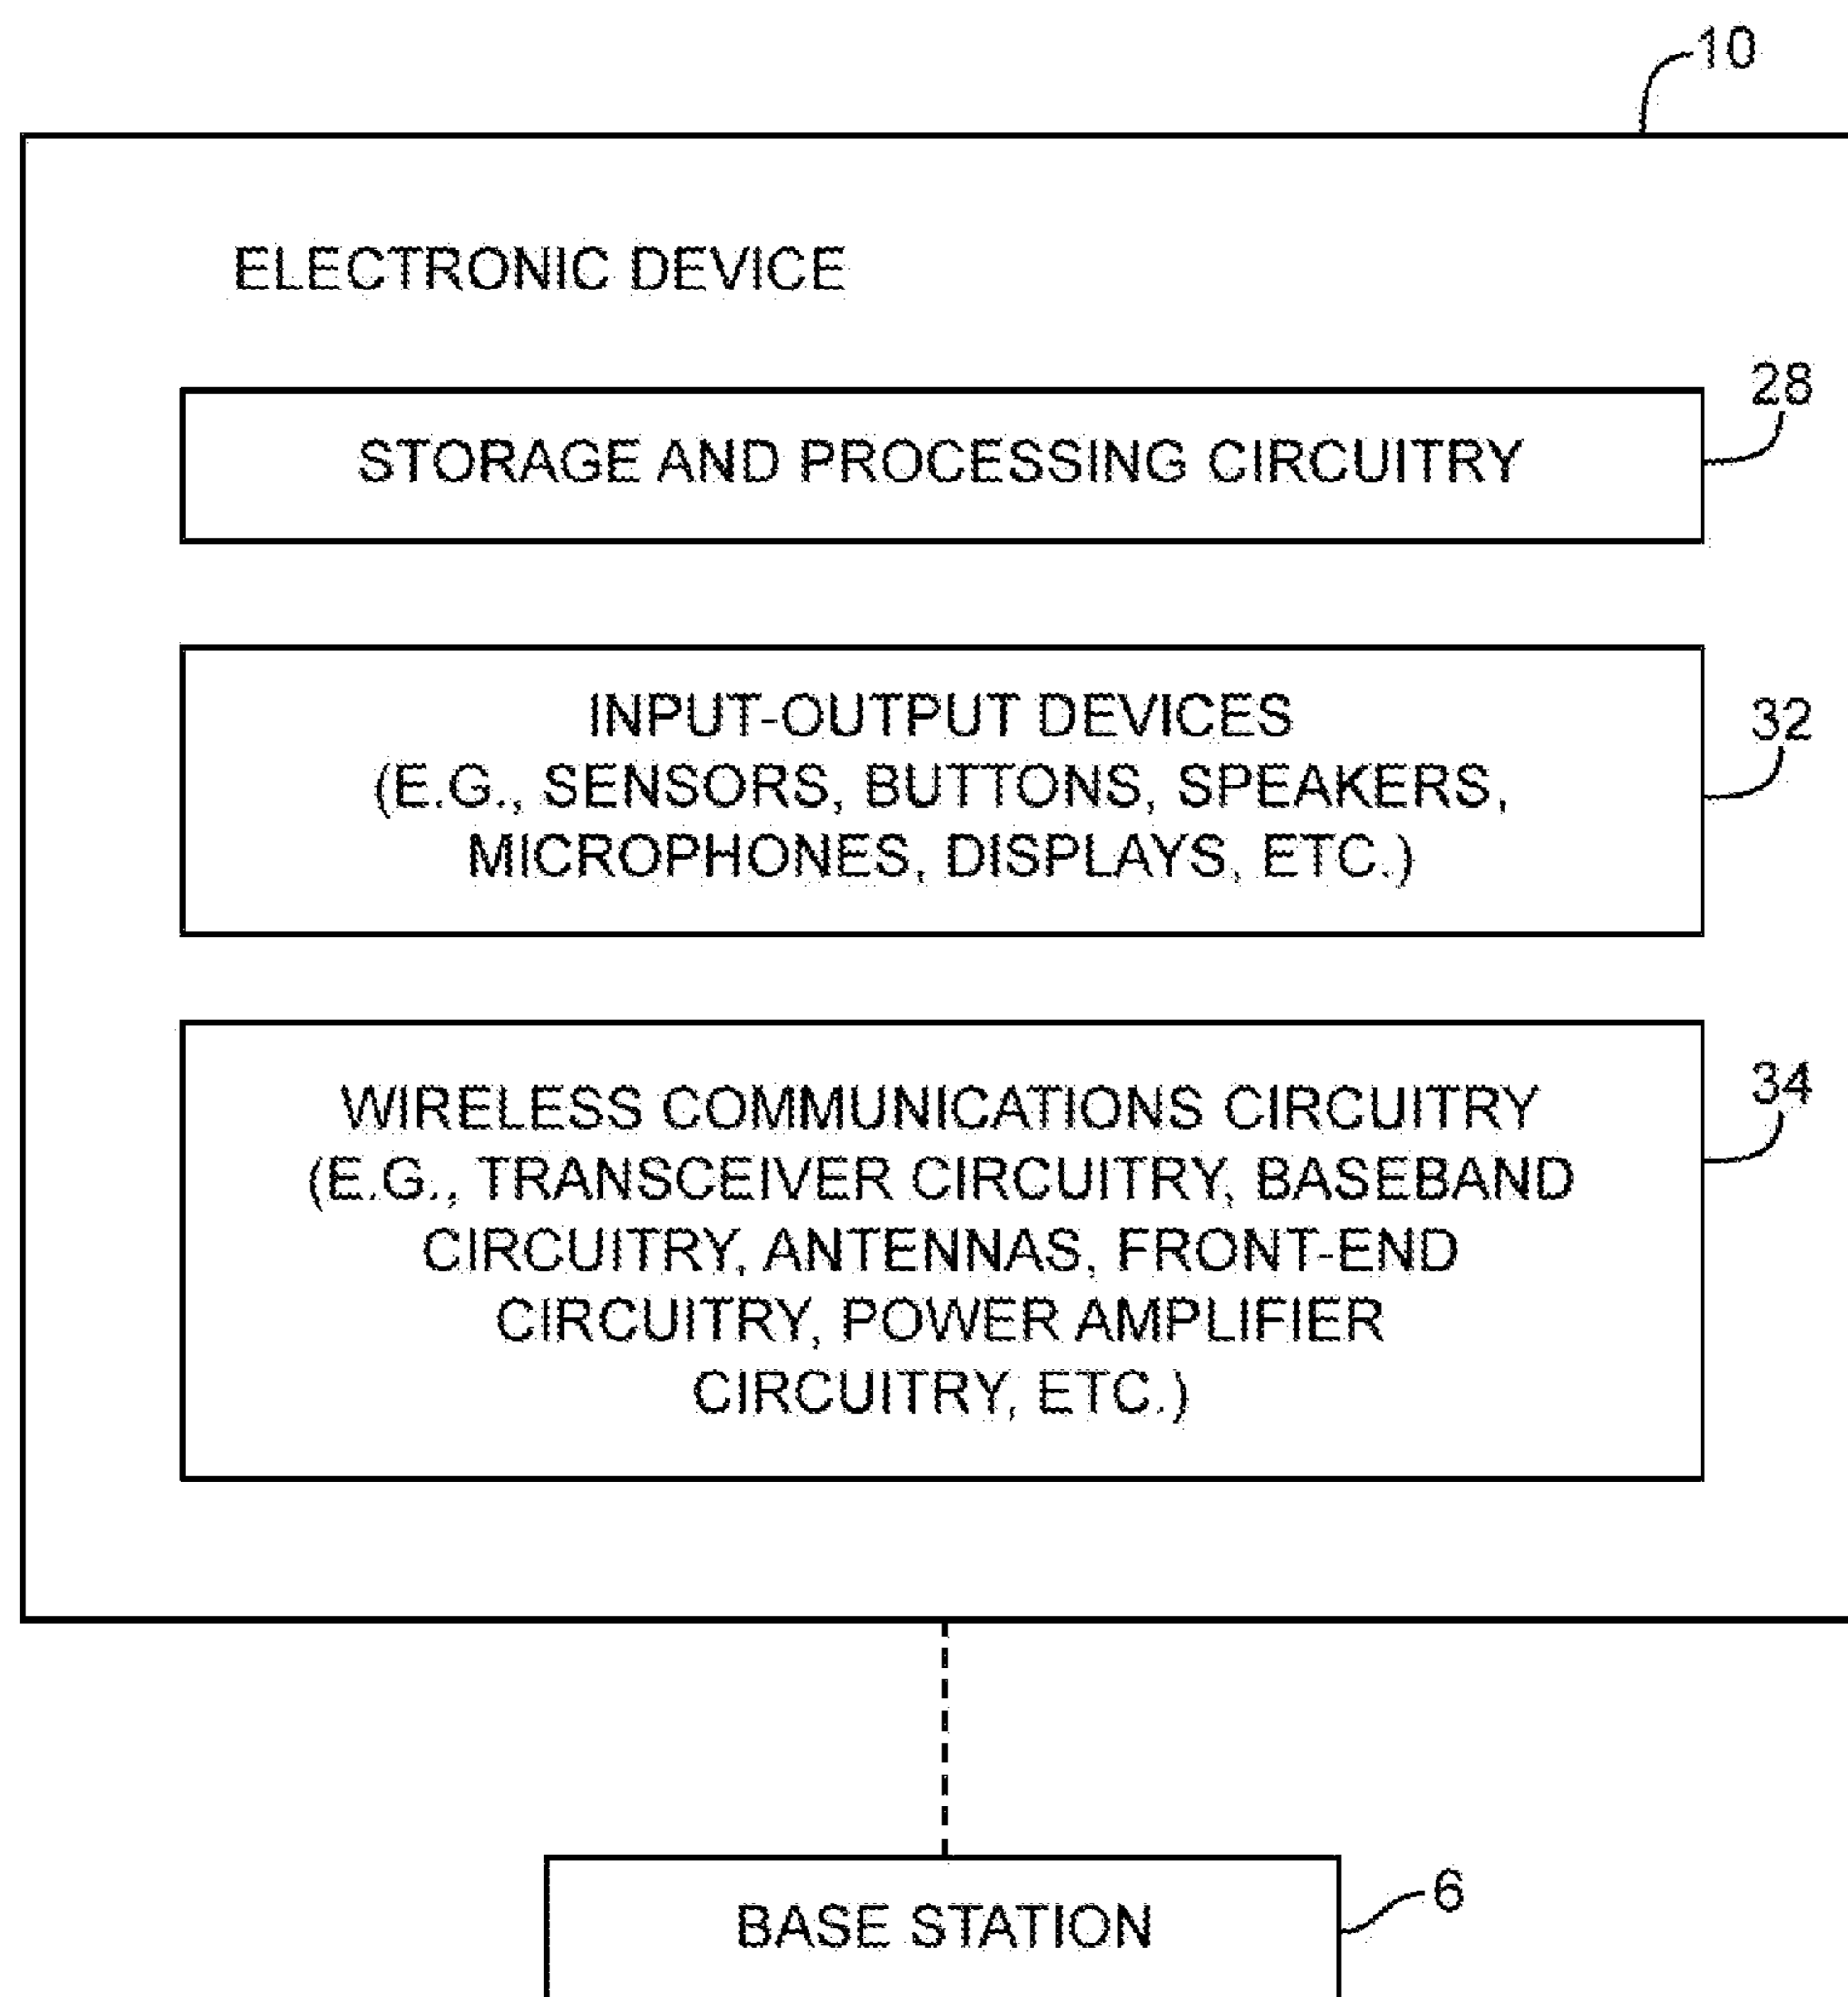 10
ELECTRONIC DEVICE
28
STORAGE AND PROCESSING CIRCUITRY
INPUT-OUTPUT DEVICES
32
(E.G., SENSORS, BUTTONS, SPEAKERS,
MICROPHONES, DISPLAYS, ETC.)
34
WIRELESS COMMUNICATIONS CIRCUITRY
(E.G., TRANSCEIVER CIRCUITRY, BASEBAND
CIRCUITRY, ANTENNAS, FRONT-END
CIRCUITRY, POWER AMPLIFIER
CIRCUITRY, ETC.)
6
BASE STATION